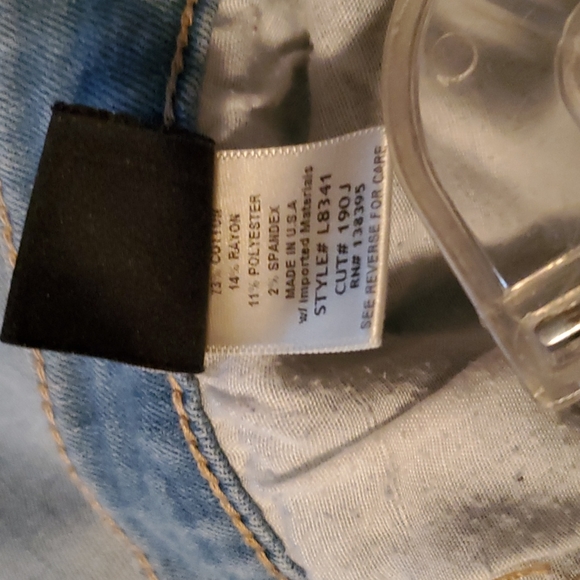 73% COTTON
14% RAYON
11% POLYESTER
2% SPANDEX
MADE IN U.S.A
w/ Imported Materials
STYLE# L8341
CUT# 190J
RN# 138395
SEE REVERSE FOR CARE